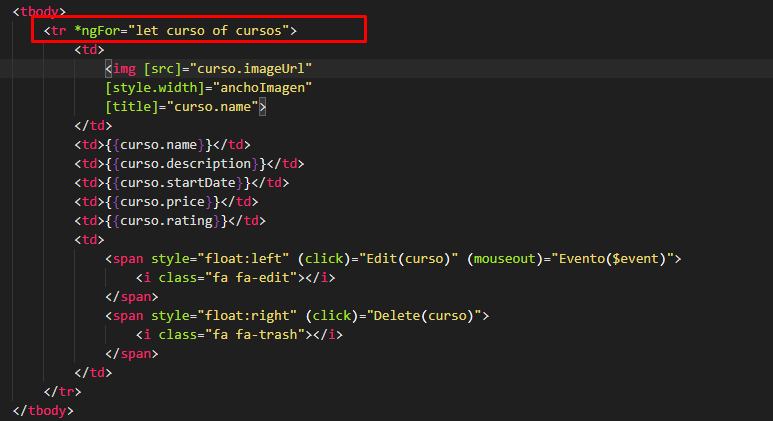 <tbody>
<tr *ngFor="let curso of cursos">
<td>
<img [src]="curso.imageUrl"
[style.width]="anchoImagen"
[title]="curso.name">
</td>
<td>{{curso.name}}</td>
<td>{{curso.description}}</td>
<td>{{curso.startDate}}</td>
<td>{{curso.price}}</td>
<td>{{curso.rating}}</td>
<td>
<span style="float:left" (click)="Edit(curso)" (mouseout)="Evento($event)">
<i class="fa fa-edit"></i>
</span>
<span style="float:right" (click)="Delete(curso)">
<i class="fa fa-trash"></i>
</span>
</td>
</tr>
</tbody>